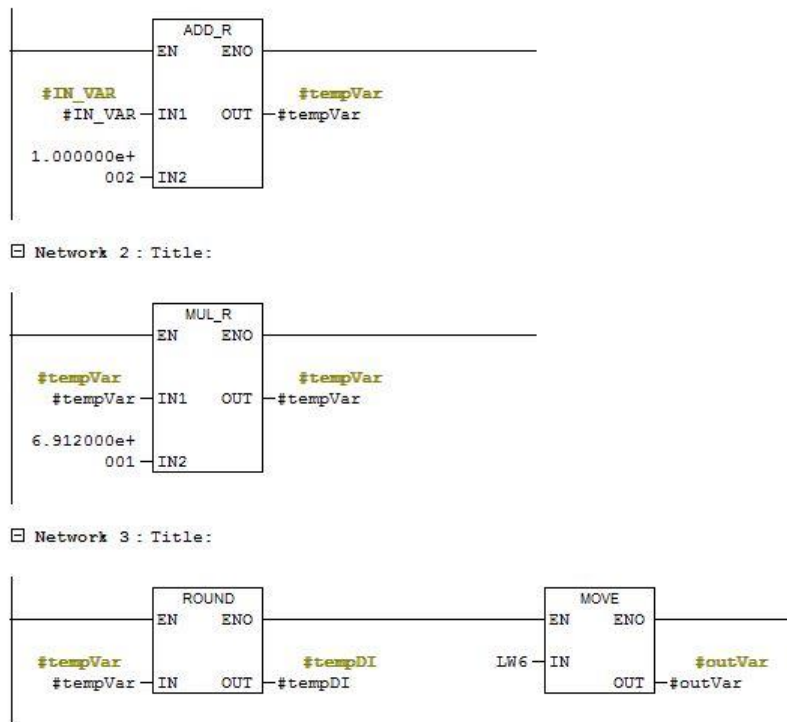 ADD_R
EN ENO
#IN_VAR #tempVar
#IN_VAR IN1 OUT #tempVar
1.000000e+
002 IN2
Network 2 : Title:
MUL_R
EN ENO
#tempVar #tempVar
#tempVar IN1 OUT #tempVar
6.912000e+
001 IN2
Network 3 : Title:
ROUND MOVE
EN ENO EN ENO
#tempVar #tempDI LW6 IN #outVar
#tempVar IN OUT #tempDI OUT #outVar